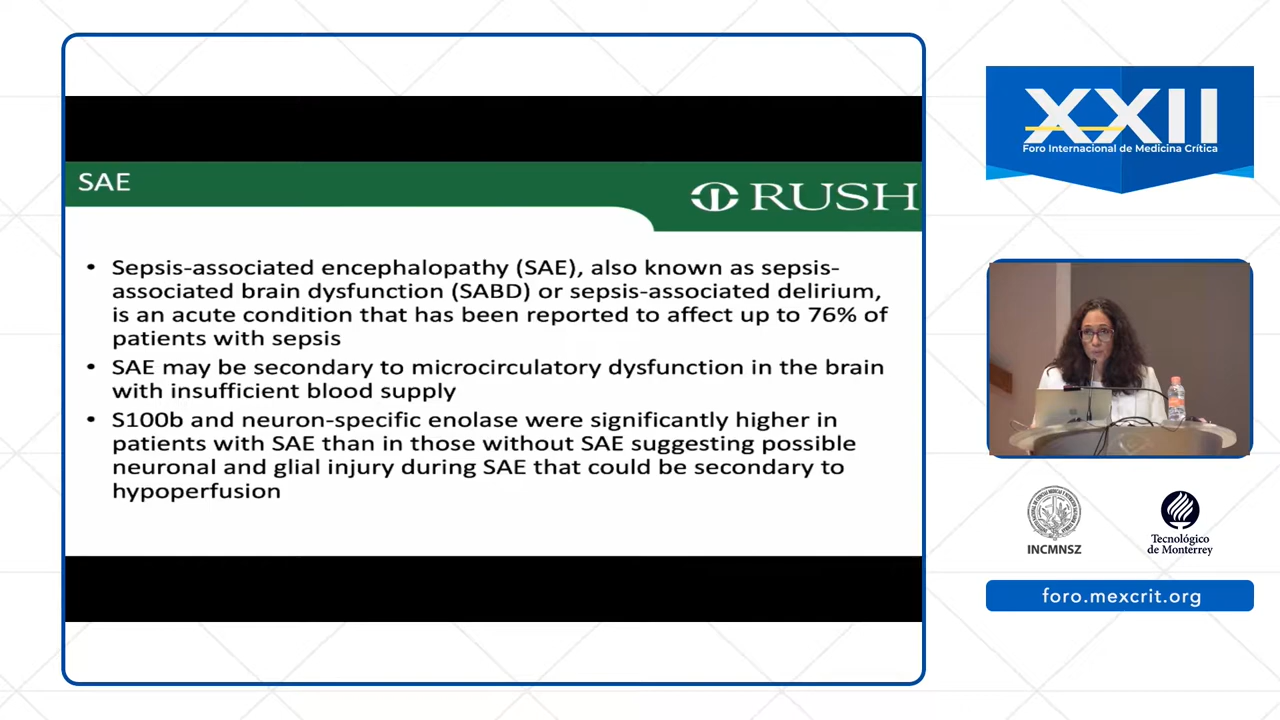 SAE
RUSH
• Sepsis-associated encephalopathy (SAE), also known as sepsis-
associated brain dysfunction (SABD) or sepsis-associated delirium,
is an acute condition that has been reported to affect up to 76% of
patients with sepsis
• SAE may be secondary to microcirculatory dysfunction in the brain
with insufficient blood supply
• S100b and neuron-specific enolase were significantly higher in
patients with SAE than in those without SAE suggesting possible
neuronal and glial injury during SAE that could be secondary to
hypoperfusion
XXII
Foro Internacional de Medicina Crítica
INCMNSZ
Tecnológico
de Monterrey
foro.mexcrit.org